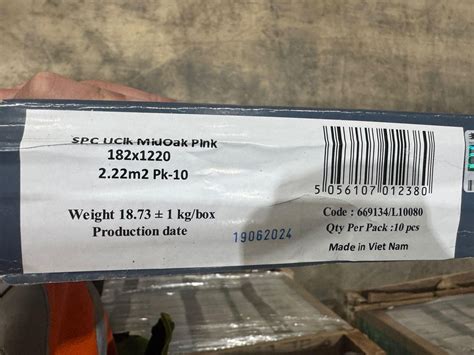 SPC Uclk MidOak Plnk
182x1220
2.22m2 Pk-10
5 056107 012380
Weight 18.73 ± 1 kg/box
Code : 669134/L10080
Production date
19062024
Qty Per Pack :10 pcs
Made in Viet Nam